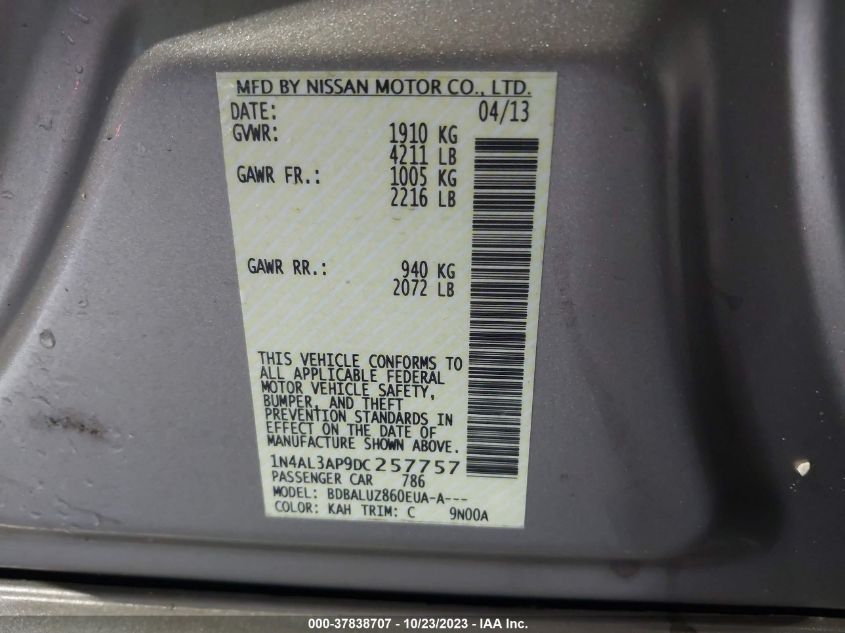 MFD BY NISSAN MOTOR CO., LTD.
DATE: 04/13
GVWR: 1910 KG
4211 LB
GAWR FR.: 1005 KG
2216 LB
GAWR RR.: 940 KG
2072 LB
THIS VEHICLE CONFORMS TO
ALL APPLICABLE FEDERAL
MOTOR VEHICLE SAFETY,
BUMPER, AND THEFT
PREVENTION STANDARDS IN
EFFECT ON THE DATE OF
MANUFACTURE SHOWN ABOVE.
1N4AL3AP9DC257757
PASSENGER CAR 786
MODEL: BDBALUZ860EUA-A---
COLOR: KAH TRIM: C 9N00A
000-37838707 - 10/23/2023 - IAA Inc.